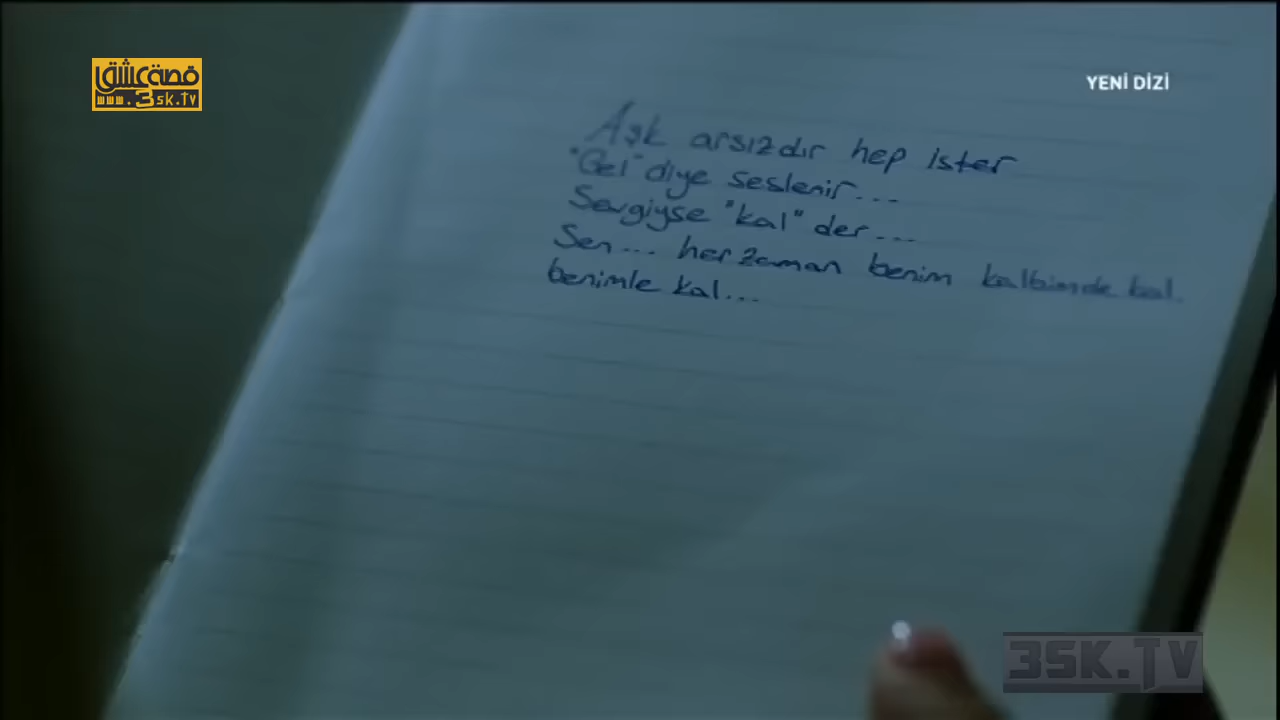 قصة عشق
www.3sk.TV
YENİ DİZİ
Aşk arsızdır hep ister
"Gel" diye seslenir...
Sevgiyse "kal" der...
Sen... her zaman benim kalbimde kal.
benimle kal...
3SK.TV